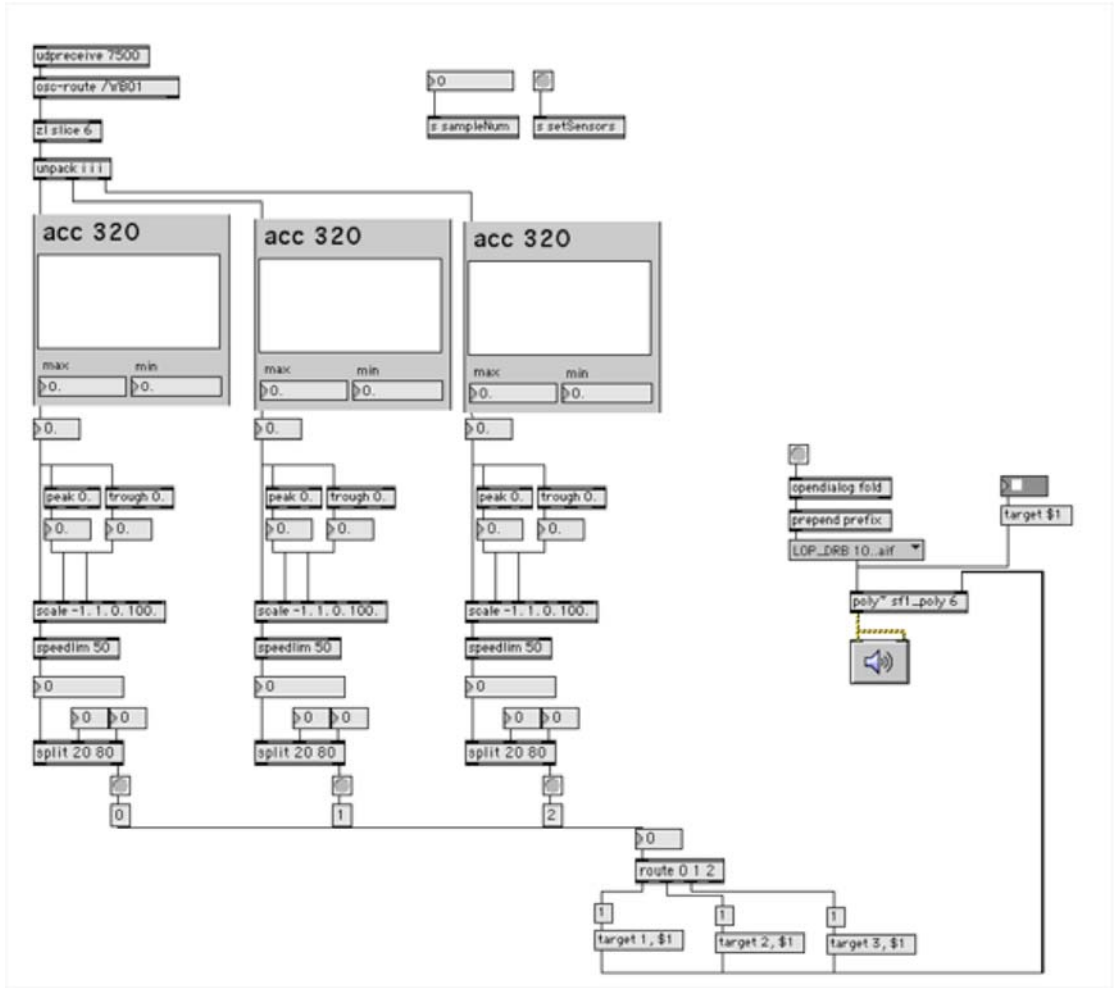 udpreceive 7500
osc-route /WB01
zl slice 6
unpack i i i
0
s sampleNum
s setSensors
acc 320
max
min
0.
0.
acc 320
max
min
0.
0.
acc 320
max
min
0.
0.
0.
0.
0.
peak 0.
trough 0.
0.
0.
peak 0.
trough 0.
0.
0.
peak 0.
trough 0.
0.
0.
scale -1. 1. 0. 100.
scale -1. 1. 0. 100.
scale -1. 1. 0. 100.
speedlim 50
speedlim 50
speedlim 50
0
0
0
0
0
0
0
0
0
split 20 80
split 20 80
split 20 80
0
1
2
opendialog fold
prepend prefix
LOP_DRB 10..aif
target $1
poly~ sf1_poly 6
0
route 0 1 2
1
1
1
target 1, $1
target 2, $1
target 3, $1